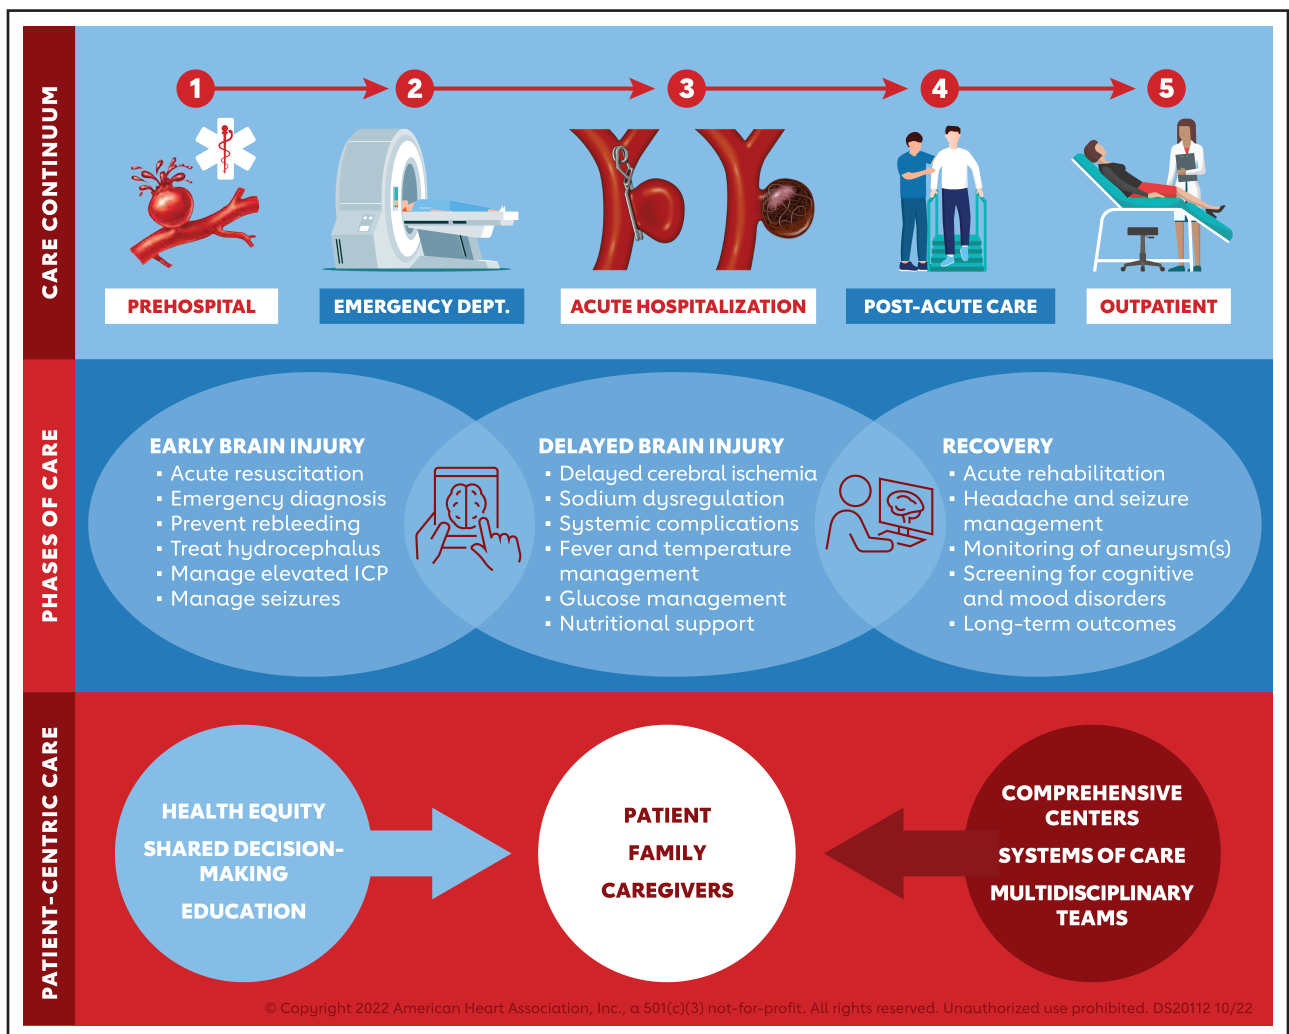 CARE CONTINUUM
1
2
3
4
5
PREHOSPITAL
EMERGENCY DEPT.
ACUTE HOSPITALIZATION
POST-ACUTE CARE
OUTPATIENT
PHASES OF CARE
EARLY BRAIN INJURY
▪ Acute resuscitation
▪ Emergency diagnosis
▪ Prevent rebleeding
▪ Treat hydrocephalus
▪ Manage elevated ICP
▪ Manage seizures
DELAYED BRAIN INJURY
▪ Delayed cerebral ischemia
▪ Sodium dysregulation
▪ Systemic complications
▪ Fever and temperature
management
▪ Glucose management
▪ Nutritional support
RECOVERY
▪ Acute rehabilitation
▪ Headache and seizure
management
▪ Monitoring of aneurysm(s)
▪ Screening for cognitive
and mood disorders
▪ Long-term outcomes
PATIENT-CENTRIC CARE
HEALTH EQUITY
SHARED DECISION-
MAKING
EDUCATION
PATIENT
FAMILY
CAREGIVERS
COMPREHENSIVE
CENTERS
SYSTEMS OF CARE
MULTIDISCIPLINARY
TEAMS
© Copyright 2022 American Heart Association, Inc., a 501(c)(3) not-for-profit. All rights reserved. Unauthorized use prohibited. DS20112 10/22